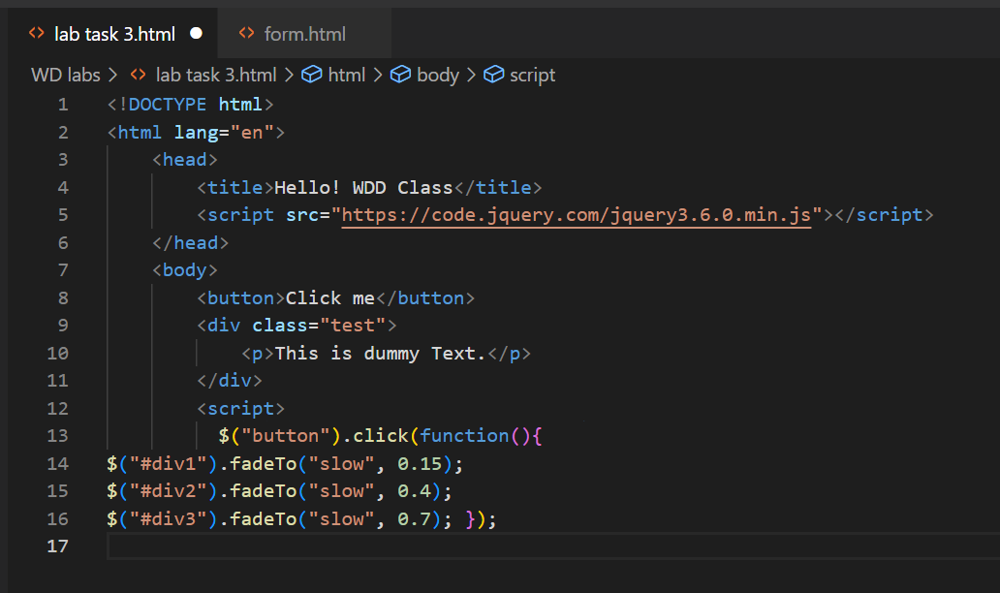 lab task 3.html
form.html
WD labs > lab task 3.html > html > body > script
1 <!DOCTYPE html>
2 <html lang="en">
3 <head>
4 <title>Hello! WDD Class</title>
5 <script src="https://code.jquery.com/jquery3.6.0.min.js"></script>
6 </head>
7 <body>
8 <button>Click me</button>
9 <div class="test">
10 <p>This is dummy Text.</p>
11 </div>
12 <script>
13 $("button").click(function(){
14 $("#div1").fadeTo("slow", 0.15);
15 $("#div2").fadeTo("slow", 0.4);
16 $("#div3").fadeTo("slow", 0.7); });
17